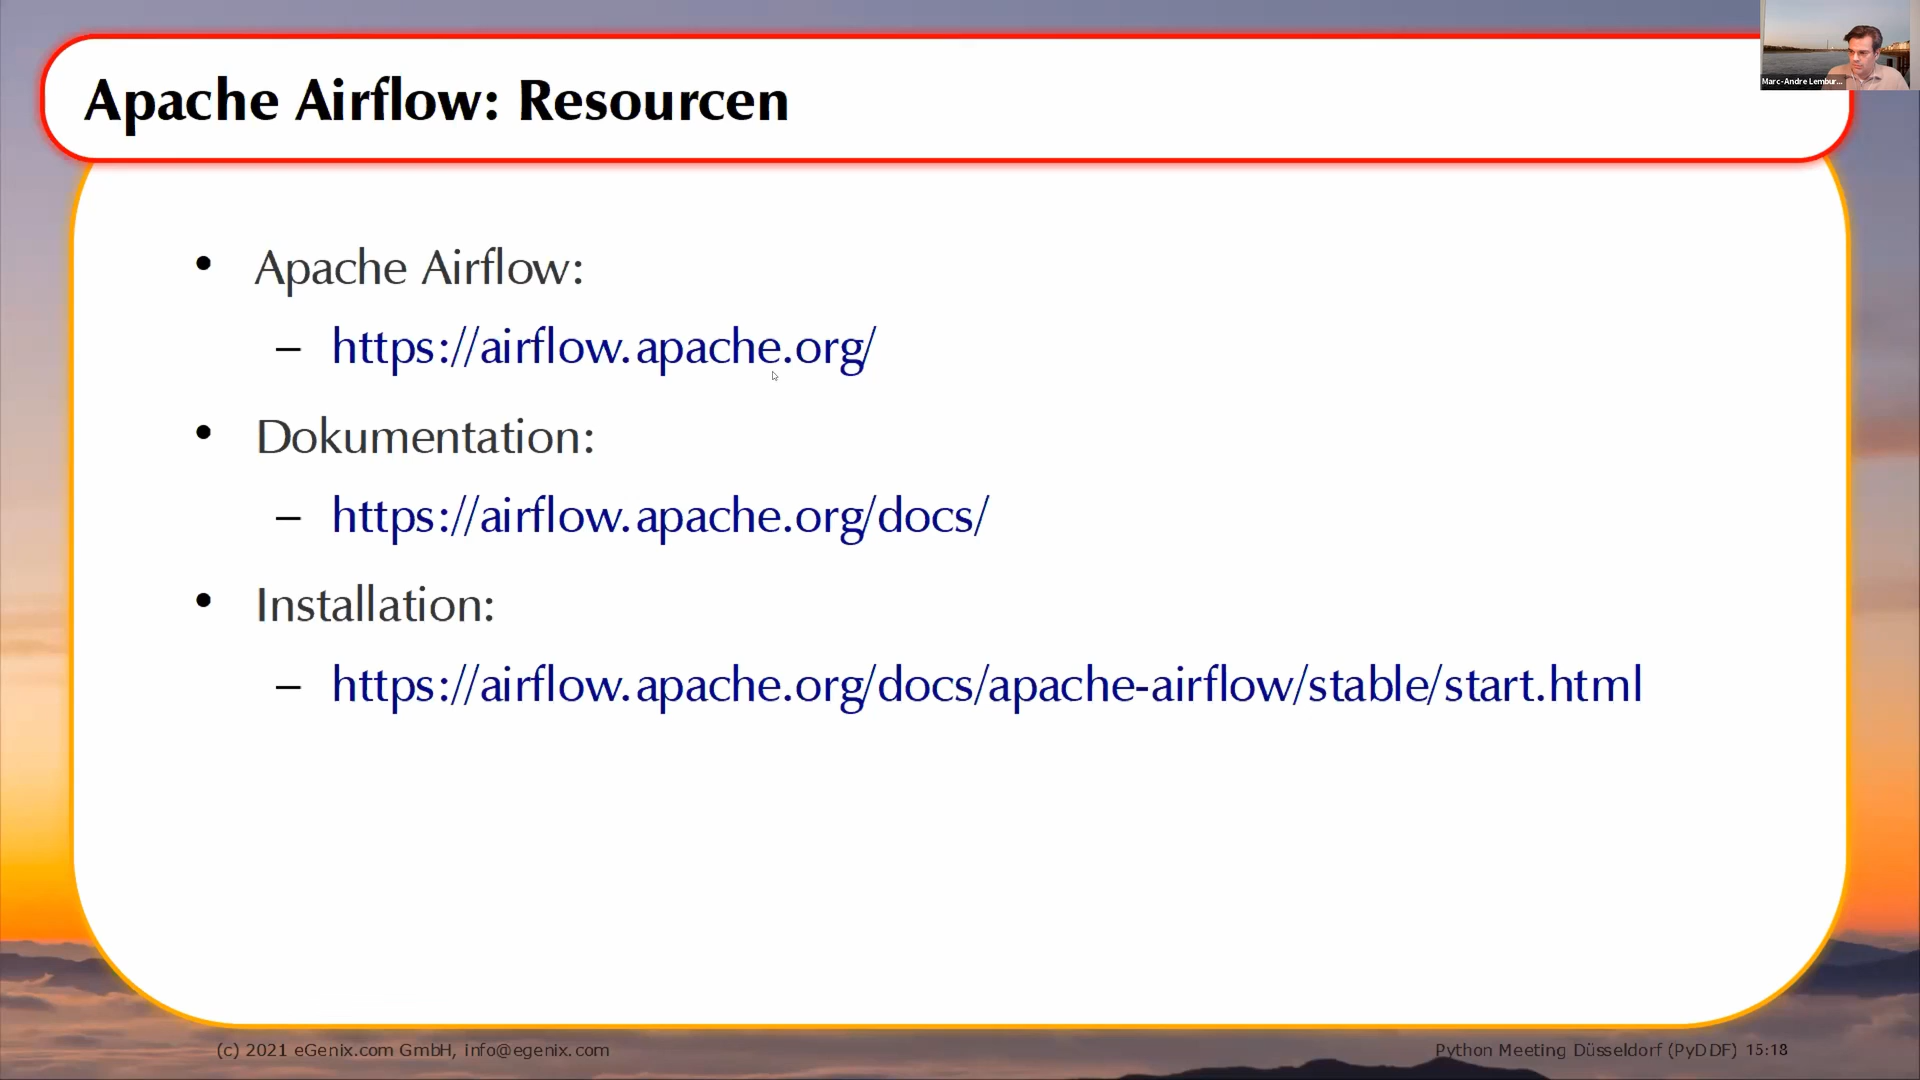 Marc-Andre Lembur...
Apache Airflow: Resourcen
• Apache Airflow:
– https://airflow.apache.org/
• Dokumentation:
– https://airflow.apache.org/docs/
• Installation:
– https://airflow.apache.org/docs/apache-airflow/stable/start.html
(c) 2021 eGenix.com GmbH, info@egenix.com
Python Meeting Düsseldorf (PyDDF) 15:18